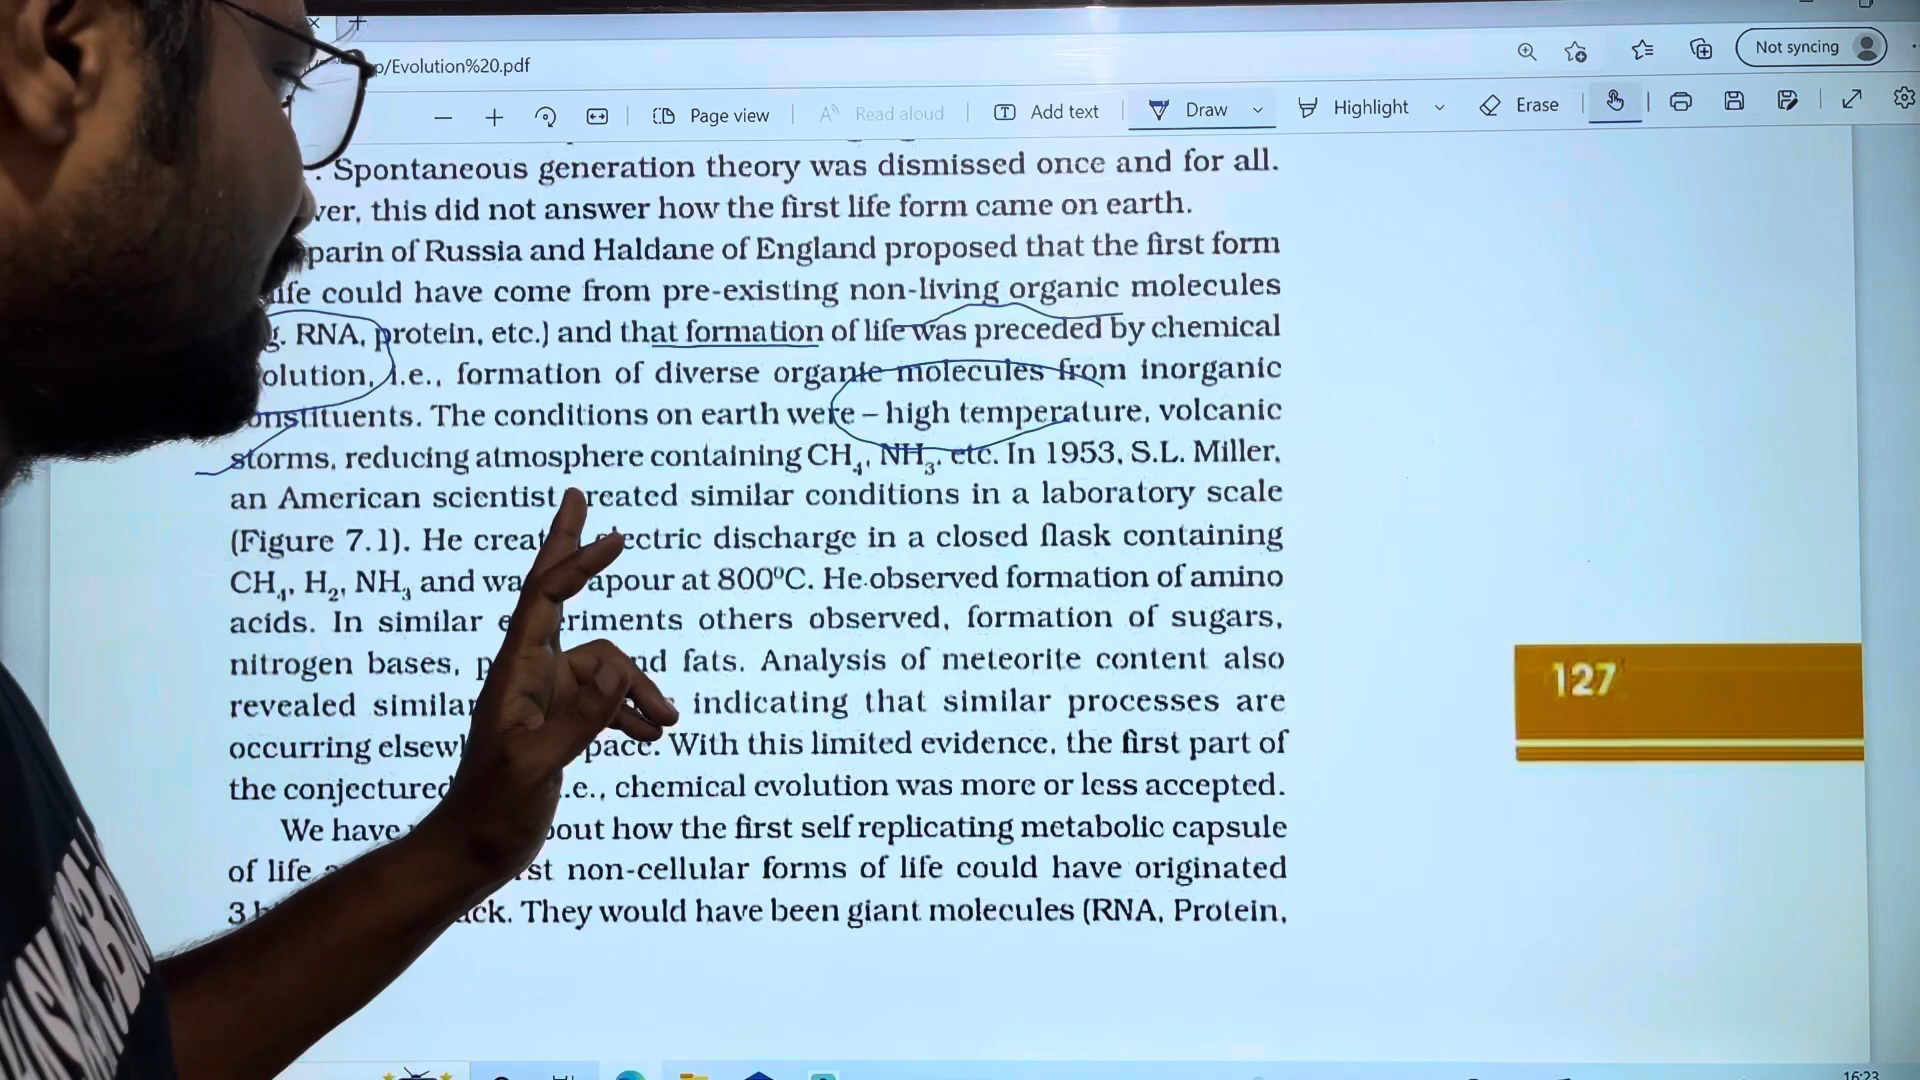 p/Evolution%20.pdf
Not syncing
Page view
Read aloud
Add text
Draw
Highlight
Erase
. Spontaneous generation theory was dismissed once and for all.
ver, this did not answer how the first life form came on earth.
parin of Russia and Haldane of England proposed that the first form
life could have come from pre-existing non-living organic molecules
g. RNA, protein, etc.) and that formation of life was preceded by chemical
olution, i.e., formation of diverse organic molecules from inorganic
onstituents. The conditions on earth were – high temperature, volcanic
storms, reducing atmosphere containing CH₄, NH₃, etc. In 1953, S.L. Miller,
an American scientist created similar conditions in a laboratory scale
(Figure 7.1). He creat ectric discharge in a closed flask containing
CH₄, H₂, NH₃ and wa apour at 800⁰C. He observed formation of amino
acids. In similar e riments others observed, formation of sugars,
nitrogen bases, p nd fats. Analysis of meteorite content also
revealed similar indicating that similar processes are
occurring elsew pace. With this limited evidence, the first part of
the conjectured .e., chemical evolution was more or less accepted.
We have out how the first self replicating metabolic capsule
of life st non-cellular forms of life could have originated
3 ck. They would have been giant molecules (RNA, Protein,
127
16:23